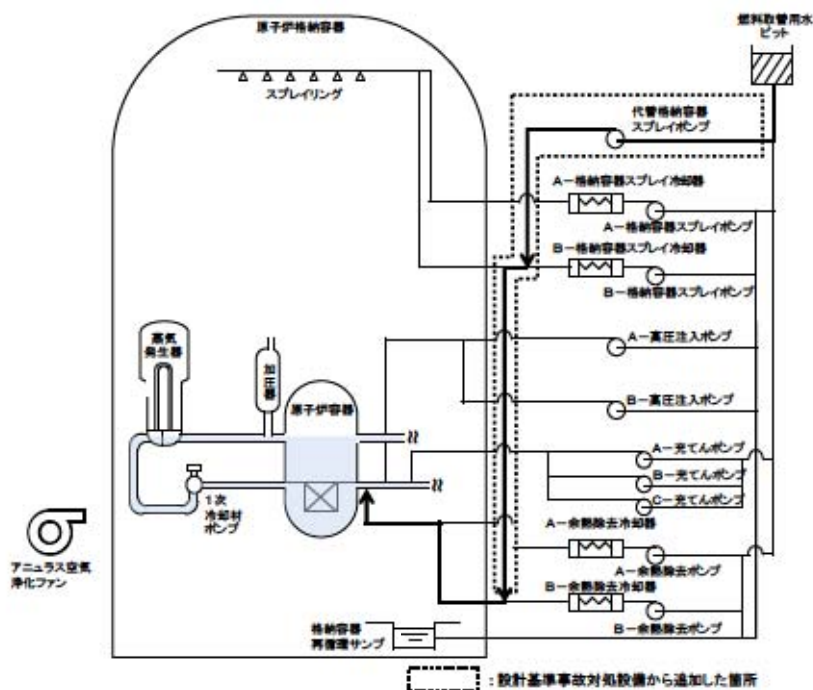 燃料取替用水
ピット
原子炉格納容器
スプレイリング
代替格納容器
スプレイポンプ
A-格納容器スプレイ冷却器
A-格納容器スプレイポンプ
B-格納容器スプレイ冷却器
B-格納容器スプレイポンプ
蒸気
発生器
加圧器
原子炉容器
A-高圧注入ポンプ
B-高圧注入ポンプ
A-充てんポンプ
B-充てんポンプ
C-充てんポンプ
1次
冷却材
ポンプ
アニュラス空気
浄化ファン
A-余熱除去冷却器
A-余熱除去ポンプ
B-余熱除去冷却器
B-余熱除去ポンプ
格納容器
再循環サンプ
:設計基準事故対処設備から追加した箇所